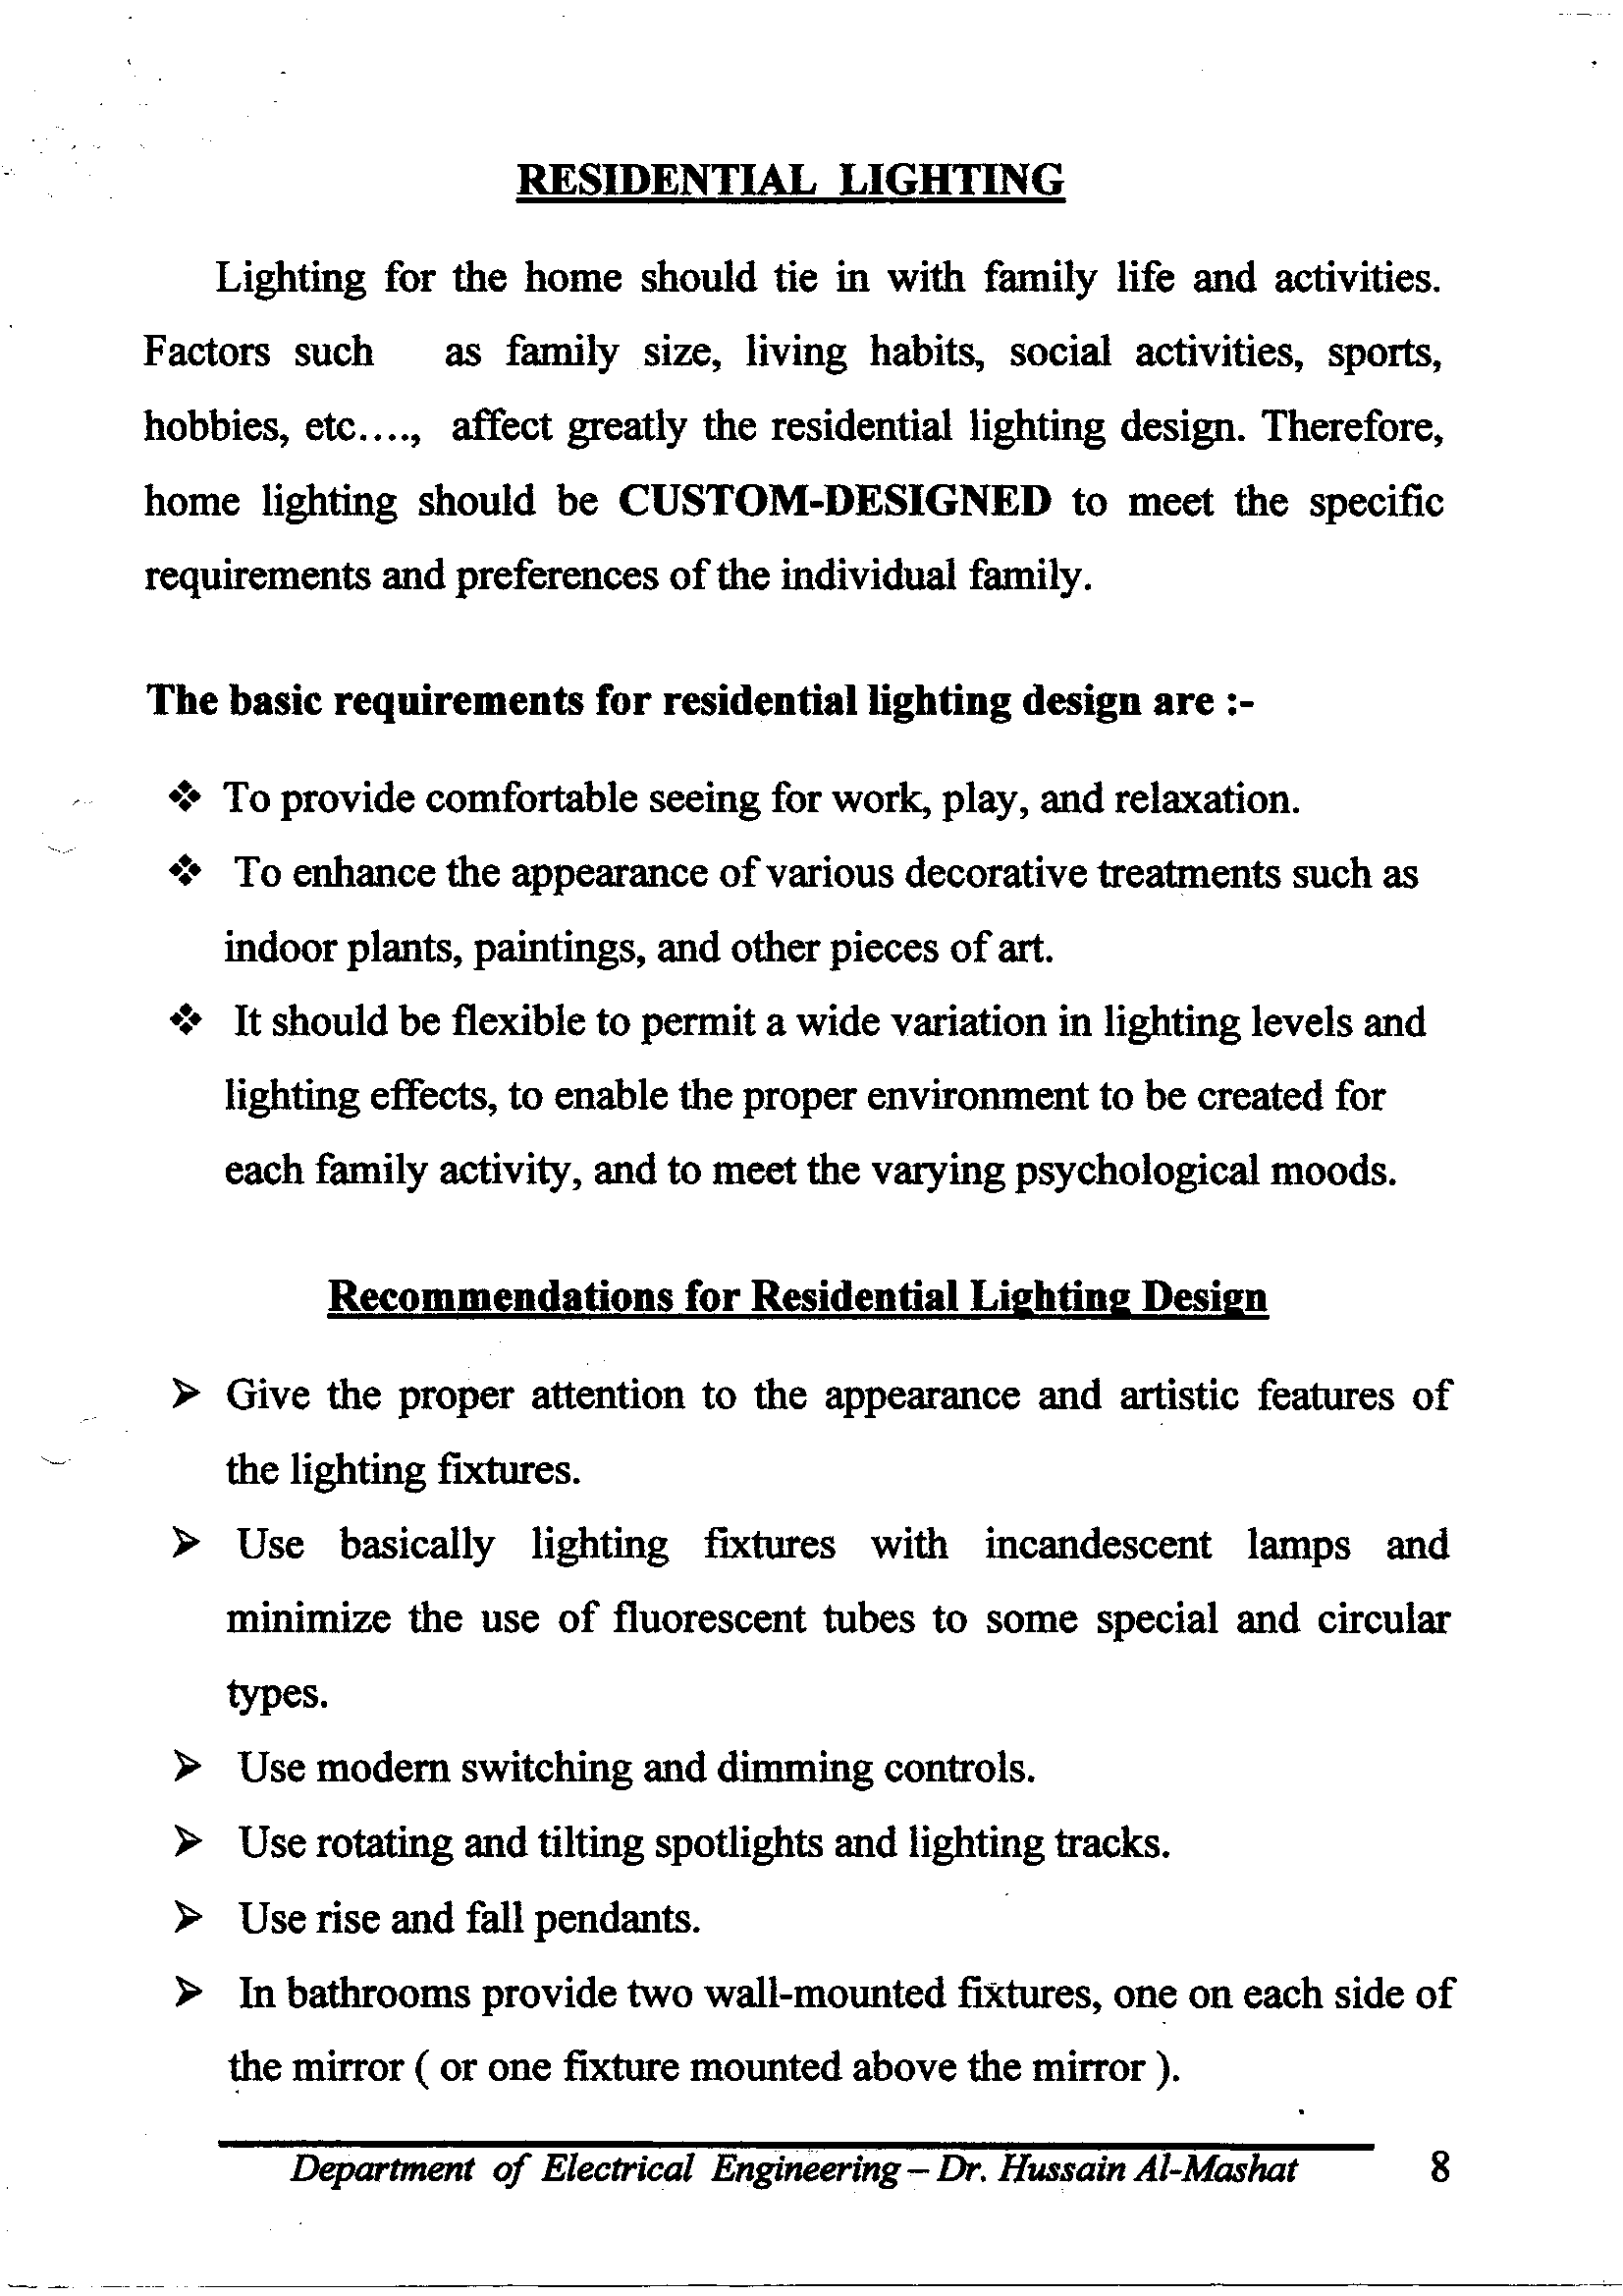 RESIDENTIAL LIGHTING
Lighting for the home should tie in with family life and activities.
Factors such as family size, living habits, social activities, sports,
hobbies, etc...., affect greatly the residential lighting design. Therefore,
home lighting should be CUSTOM-DESIGNED to meet the specific
requirements and preferences of the individual family.
The basic requirements for residential lighting design are :-
❖ To provide comfortable seeing for work, play, and relaxation.
❖ To enhance the appearance of various decorative treatments such as
indoor plants, paintings, and other pieces of art.
❖ It should be flexible to permit a wide variation in lighting levels and
lighting effects, to enable the proper environment to be created for
each family activity, and to meet the varying psychological moods.
Recommendations for Residential Lighting Design
➢ Give the proper attention to the appearance and artistic features of
the lighting fixtures.
➢ Use basically lighting fixtures with incandescent lamps and
minimize the use of fluorescent tubes to some special and circular
types.
➢ Use modern switching and dimming controls.
➢ Use rotating and tilting spotlights and lighting tracks.
➢ Use rise and fall pendants.
➢ In bathrooms provide two wall-mounted fixtures, one on each side of
the mirror ( or one fixture mounted above the mirror ).
Department of Electrical Engineering – Dr. Hussain Al-Mashat 8